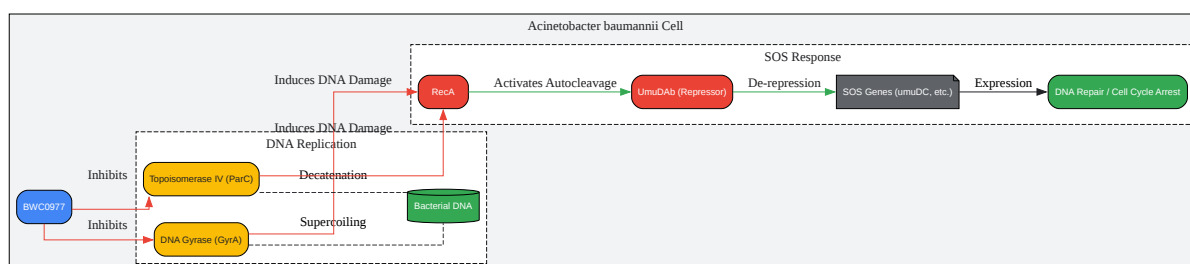 Acinetobacter baumannii Cell
SOS Response
Induces DNA Damage
RecA
Activates Autocleavage
UmuDAb (Repressor)
De-repression
SOS Genes (umuDC, etc.)
Expression
DNA Repair / Cell Cycle Arrest
Induces DNA Damage
DNA Replication
Inhibits
Topoisomerase IV (ParC)
Decatenation
BWC0977
Bacterial DNA
Inhibits
Supercoiling
DNA Gyrase (GyrA)